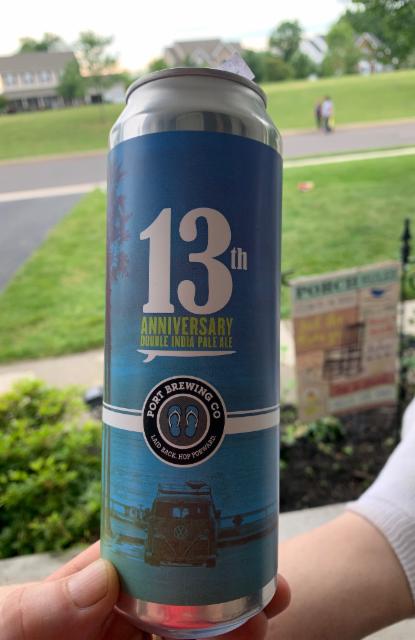 13th
ANNIVERSARY
DOUBLE INDIA PALE ALE
PORT BREWING CO
LAID BACK. HOP FORWARD.
PORCH